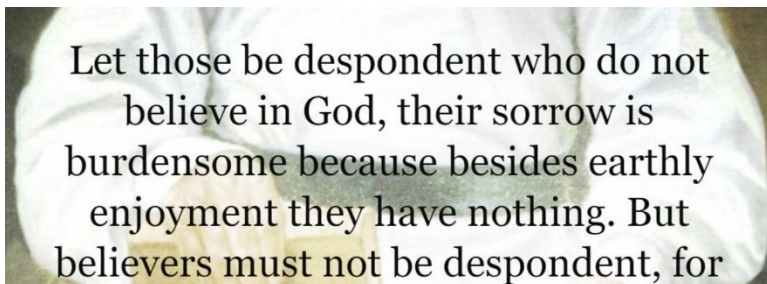 Let those be despondent who do not
believe in God, their sorrow is
burdensome because besides earthly
enjoyment they have nothing. But
believers must not be despondent, for